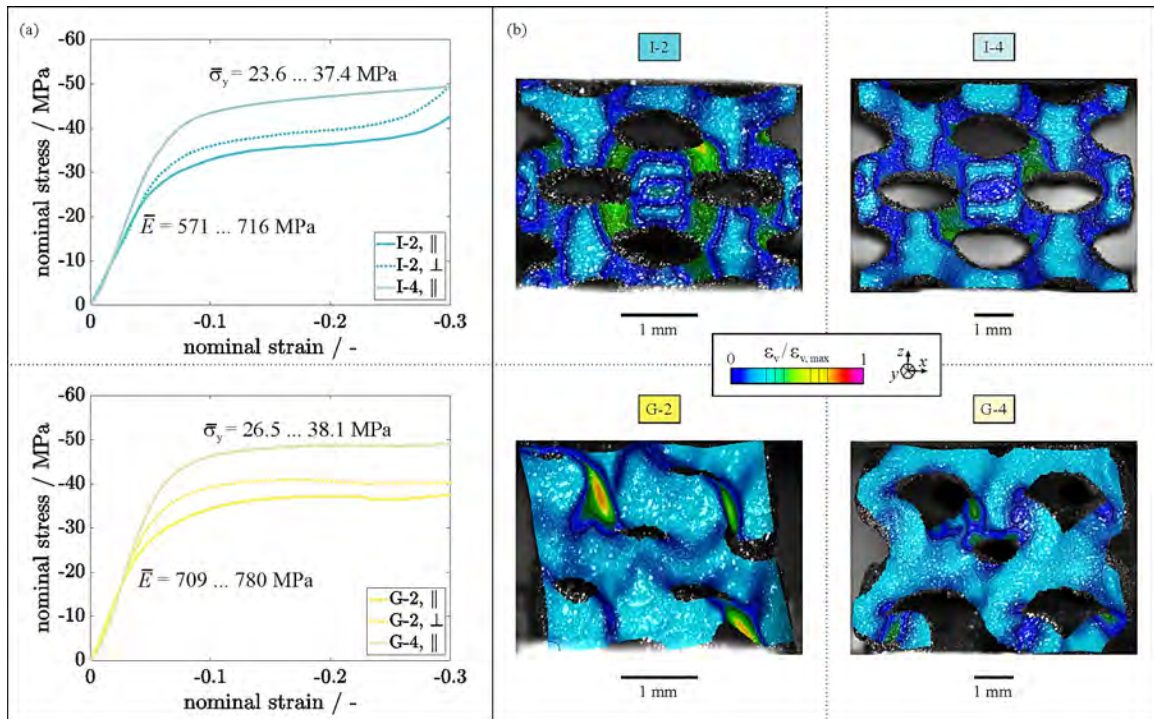 (a)
-60
-50
-40
-30
-20
-10
0
nominal stress / MPa
σ̄y = 23.6 ... 37.4 MPa
Ē = 571 ... 716 MPa
I-2, ∥
I-2, ⊥
I-4, ∥
0
-0.1
-0.2
-0.3
nominal strain / -
-60
-50
-40
-30
-20
-10
0
nominal stress / MPa
σ̄y = 26.5 ... 38.1 MPa
Ē = 709 ... 780 MPa
G-2, ∥
G-2, ⊥
G-4, ∥
0
-0.1
-0.2
-0.3
nominal strain / -
(b)
I-2
I-4
1 mm
1 mm
0
εv / εv, max
1
z
y
x
G-2
G-4
1 mm
1 mm